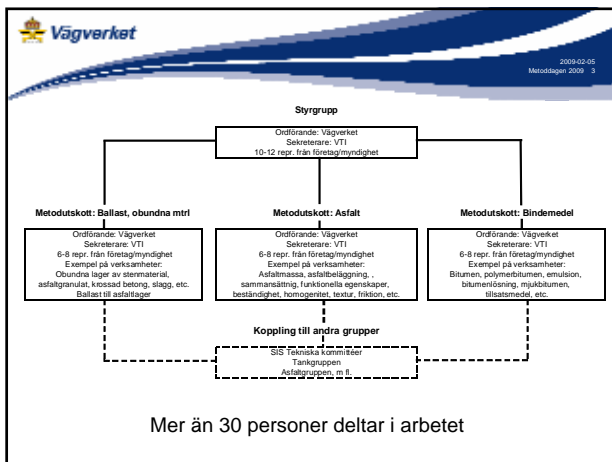 Vägverket
2009-02-05
Metoddagen 2009 3
Styrgrupp
Ordförande: Vägverket
Sekreterare: VTI
10-12 repr. från företag/myndighet
Metodutskott: Ballast, obundna mtrl
Ordförande: Vägverket
Sekreterare: VTI
6-8 repr. från företag/myndighet
Exempel på verksamheter:
Obundna lager av stenmaterial,
asfaltgranulat, krossad betong, slagg, etc.
Ballast till asfaltlager
Metodutskott: Asfalt
Ordförande: Vägverket
Sekreterare: VTI
6-8 repr. från företag/myndighet
Exempel på verksamheter:
Asfaltmassa, asfaltbeläggning, ,
sammansättnig, funktionella egenskaper,
beständighet, homogenitet, textur, friktion, etc.
Metodutskott: Bindemedel
Ordförande: Vägverket
Sekreterare: VTI
6-8 repr. från företag/myndighet
Exempel på verksamheter:
Bitumen, polymerbitumen, emulsion,
bitumenlösning, mjukbitumen,
tillsatsmedel, etc.
Koppling till andra grupper
SIS Tekniska kommittéer
Tankgruppen
Asfaltgruppen, m fl.
Mer än 30 personer deltar i arbetet